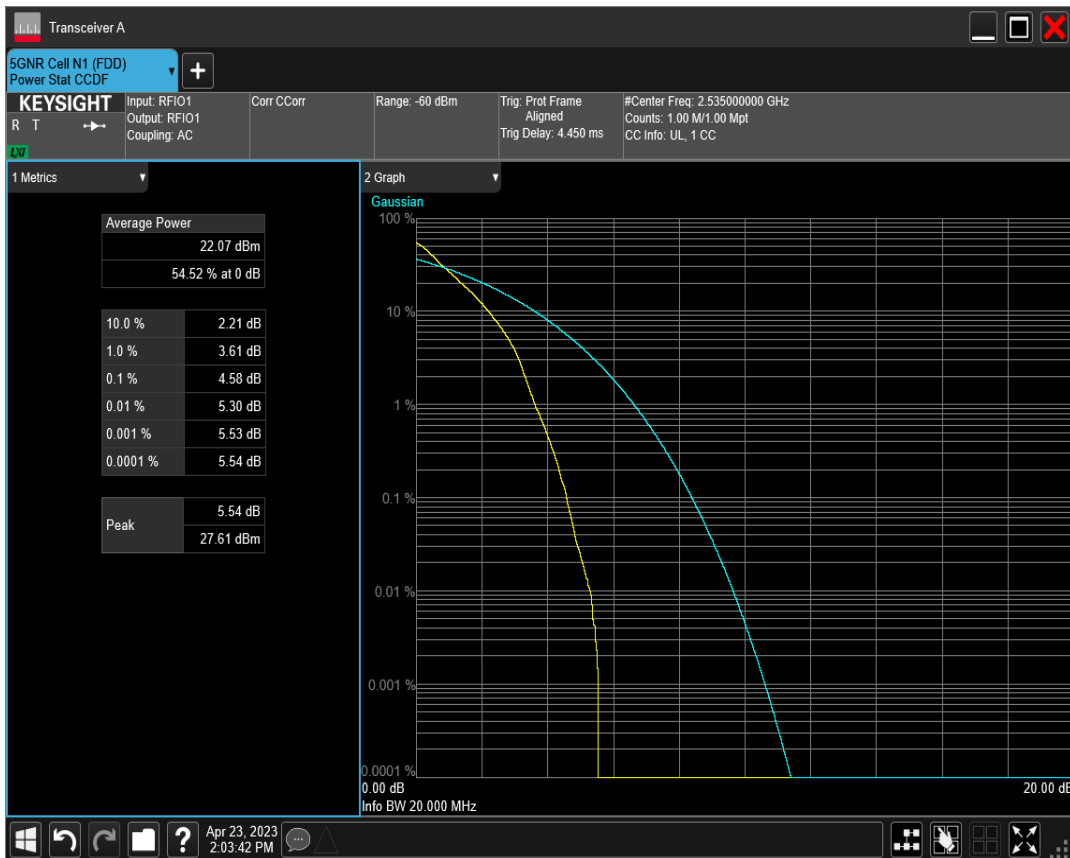 Transceiver A
5GNR Cell N1 (FDD)
Power Stat CCDF
+
KEYSIGHT
R T
LXI
Input: RFIO1
Output: RFIO1
Coupling: AC
Corr CCorr
Range: -60 dBm
Trig: Prot Frame
Aligned
Trig Delay: 4.450 ms
#Center Freq: 2.535000000 GHz
Counts: 1.00 M/1.00 Mpt
CC Info: UL, 1 CC
1 Metrics
Average Power
22.07 dBm
54.52 % at 0 dB
10.0 % 2.21 dB
1.0 % 3.61 dB
0.1 % 4.58 dB
0.01 % 5.30 dB
0.001 % 5.53 dB
0.0001 % 5.54 dB
Peak 5.54 dB
27.61 dBm
2 Graph
Gaussian
100 %
10 %
1 %
0.1 %
0.01 %
0.001 %
0.0001 %
0.00 dB 20.00 dB
Info BW 20.000 MHz
?
Apr 23, 2023
2:03:42 PM